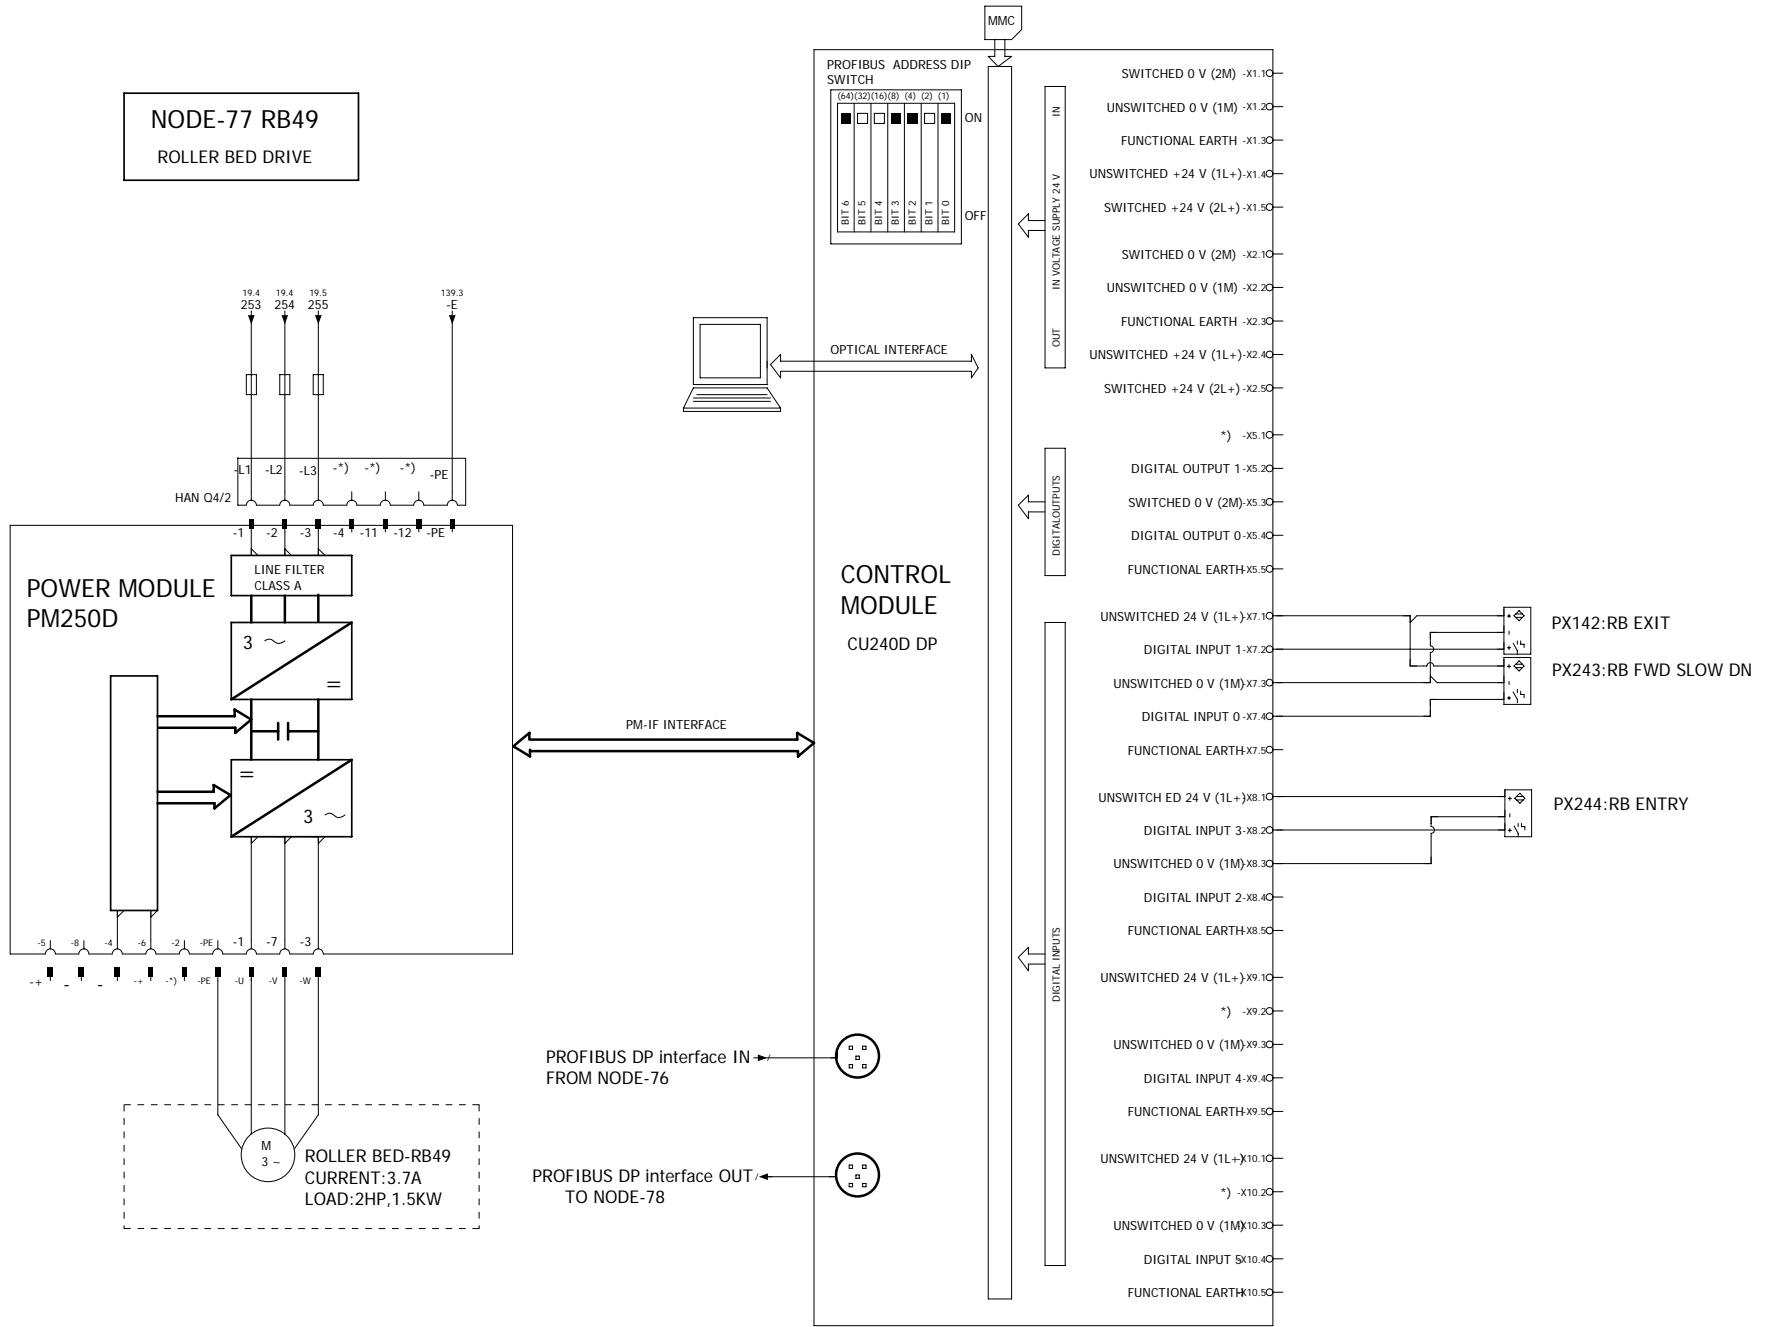 MMC
PROFIBUS ADDRESS DIP
SWITCH
(64)(32)(16)(8) (4) (2) (1)
ON
BIT 6
BIT 5
BIT 4
BIT 3
BIT 2
BIT 1
BIT 0
OFF
NODE-77 RB49
ROLLER BED DRIVE
19.4
253
19.4
254
19.5
255
139.3
-E
-L1 -L2 -L3 -*) -*) -*) -PE
HAN Q4/2
-1 -2 -3 -4 -11 -12 -PE
POWER MODULE
PM250D
LINE FILTER
CLASS A
3 ~
=
=
3 ~
-5 -8 -4 -6 -2 -PE -1 -7 -3
-+ - - -+ -*) -PE -U -V -W
M
3 ~
ROLLER BED-RB49
CURRENT:3.7A
LOAD:2HP,1.5KW
OPTICAL INTERFACE
PM-IF INTERFACE
CONTROL
MODULE
CU240D DP
PROFIBUS DP interface IN
FROM NODE-76
PROFIBUS DP interface OUT
TO NODE-78
IN
IN VOLTAGE SUPPLY 24 V
OUT
DIGITALOUTPUTS
DIGITAL INPUTS
SWITCHED 0 V (2M) -X1.1
UNSWITCHED 0 V (1M) -X1.2
FUNCTIONAL EARTH -X1.3
UNSWITCHED +24 V (1L+)-X1.4
SWITCHED +24 V (2L+) -X1.5
SWITCHED 0 V (2M) -X2.1
UNSWITCHED 0 V (1M) -X2.2
FUNCTIONAL EARTH -X2.3
UNSWITCHED +24 V (1L+)-X2.4
SWITCHED +24 V (2L+) -X2.5
*) -X5.1
DIGITAL OUTPUT 1-X5.2
SWITCHED 0 V (2M)-X5.3
DIGITAL OUTPUT 0-X5.4
FUNCTIONAL EARTH-X5.5
UNSWITCHED 24 V (1L+)-X7.1
DIGITAL INPUT 1-X7.2
UNSWITCHED 0 V (1M)-X7.3
DIGITAL INPUT 0-X7.4
FUNCTIONAL EARTH-X7.5
UNSWITCH ED 24 V (1L+)-X8.1
DIGITAL INPUT 3-X8.2
UNSWITCHED 0 V (1M)-X8.3
DIGITAL INPUT 2-X8.4
FUNCTIONAL EARTH-X8.5
UNSWITCHED 24 V (1L+)-X9.1
*) -X9.2
UNSWITCHED 0 V (1M)-X9.3
DIGITAL INPUT 4-X9.4
FUNCTIONAL EARTH-X9.5
UNSWITCHED 24 V (1L+)-X10.1
*) -X10.2
UNSWITCHED 0 V (1M)-X10.3
DIGITAL INPUT 5-X10.4
FUNCTIONAL EARTH-X10.5
+
-
+
PX142:RB EXIT
+
-
+
PX243:RB FWD SLOW DN
+
-
+
PX244:RB ENTRY